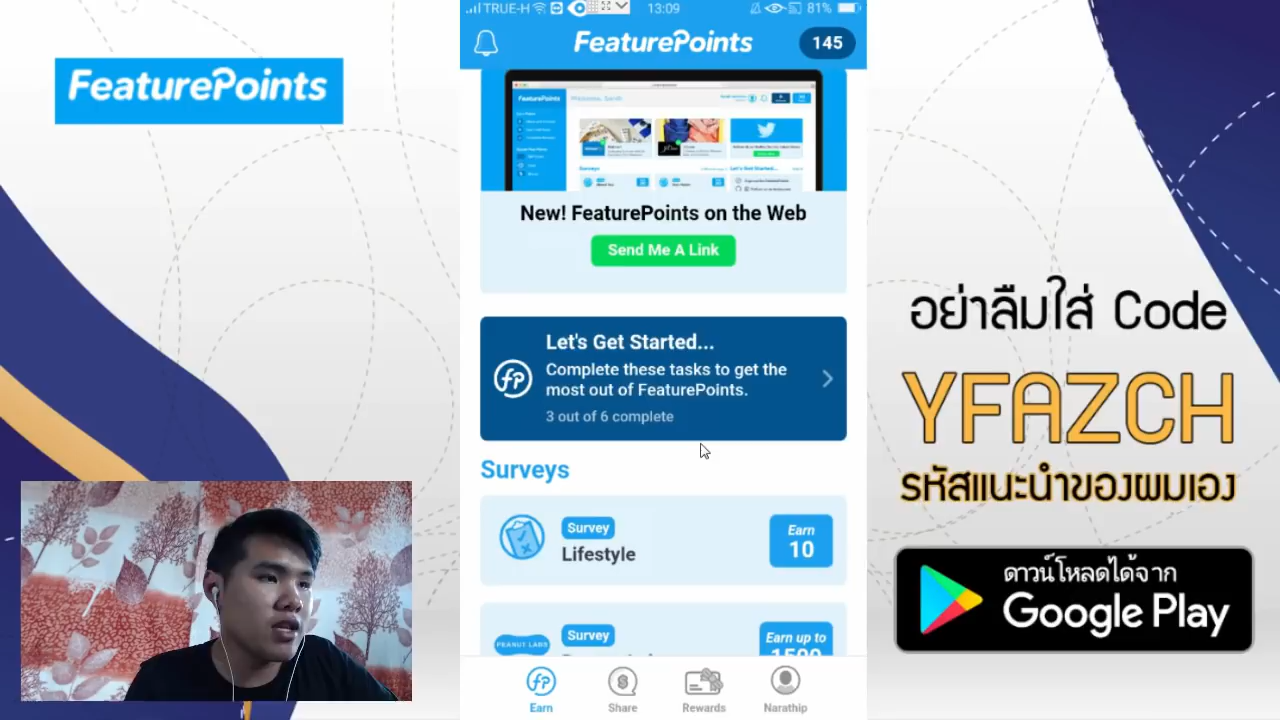 FeaturePoints
TRUE-H
13:09
81%
FeaturePoints
145
New! FeaturePoints on the Web
Send Me A Link
Let's Get Started...
Complete these tasks to get the
most out of FeaturePoints.
3 out of 6 complete
Surveys
Survey
Lifestyle
Earn
10
PEANUT LABS
Survey
Earn up to
1500
Earn
Share
Rewards
Narathip
อย่าลืมใส่ Code
YFAZCH
รหัสแนะนำของผมเอง
ดาวน์โหลดได้จาก
Google Play